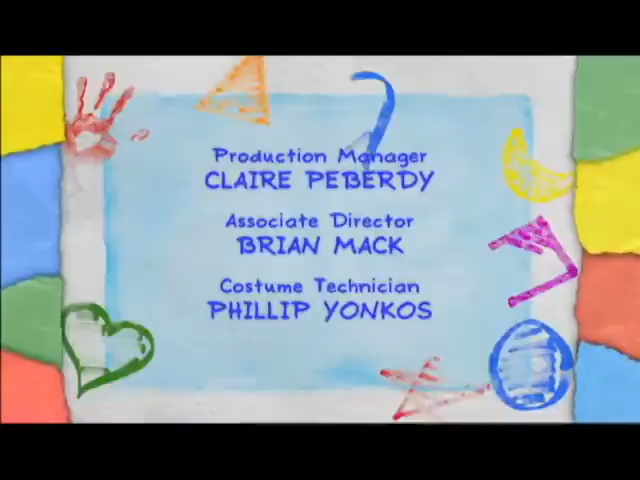 Production Manager
CLAIRE PEBERDY
Associate Director
BRIAN MACK
Costume Technician
PHILLIP YONKOS